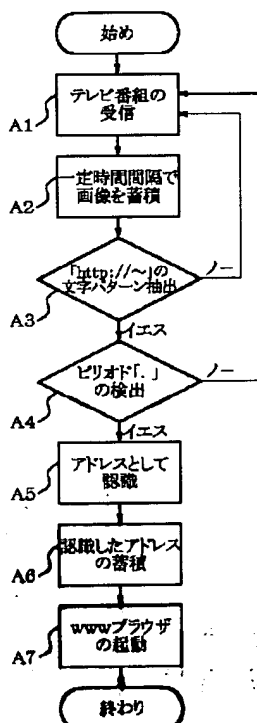 始め
テレビ番組の
受信
A1
一定時間間隔で
画像を蓄積
A2
「http://~」の
文字パターン抽出
ノー
A3
イエス
ピリオド「.」
の検出
ノー
A4
イエス
アドレスとして
認識
A5
認識したアドレス
の蓄積
A6
wwwブラウザ
の起動
A7
終わり